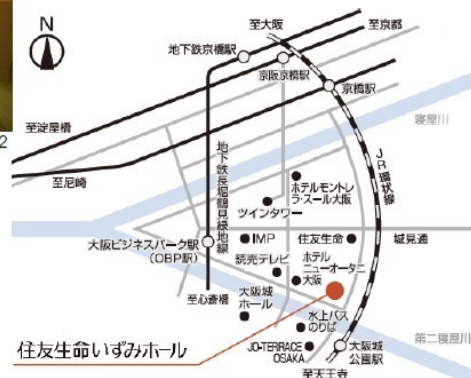 N
至大阪
至京都
地下鉄京橋駅
京阪京橋駅
京橋駅
至淀屋橋
2
寝屋川
至尼崎
地下鉄長堀鶴見緑地線
JR環状線
ホテルモントレ
ラ・スール大阪
ツインタワー
大阪ビジネスパーク駅
(OBP駅)
IMP
住友生命
城見通
読売テレビ
ホテル
ニューオータニ
大阪
至心斎橋
大阪城
ホール
水上バス
のりば
第二寝屋川
住友生命いずみホール
JO-TERRACE
OSAKA
大阪城
公園駅
至天王寺